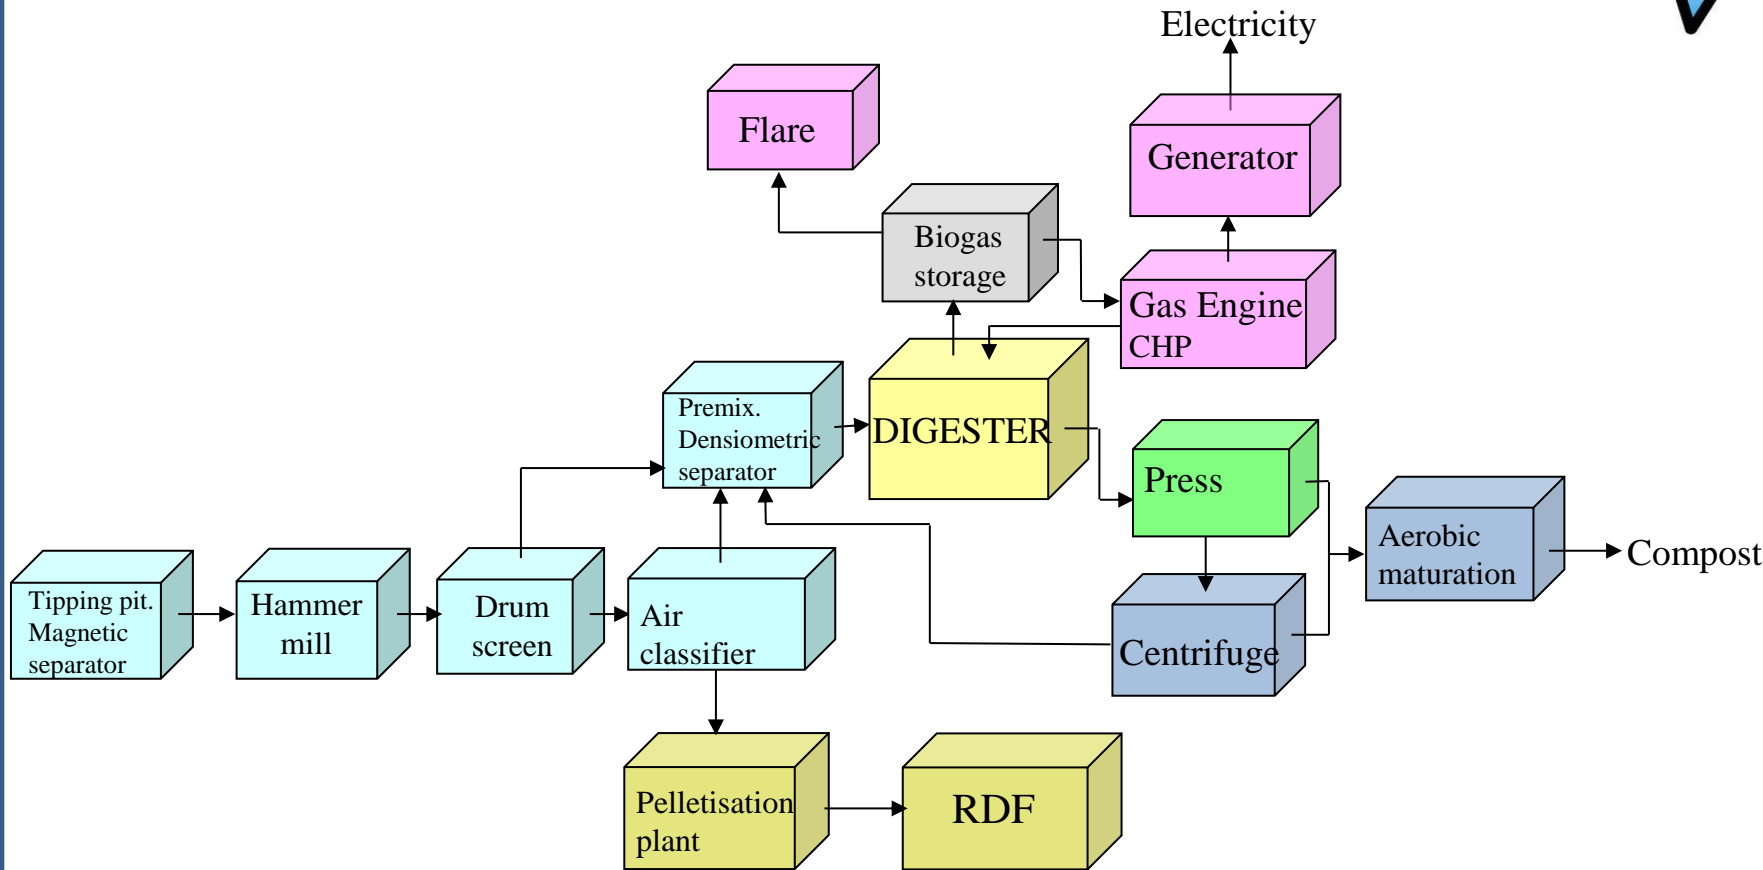 Electricity
Flare
Generator
Biogas
storage
Gas Engine
CHP
Premix.
Densiometric
separator
DIGESTER
Press
Aerobic
maturation
Compost
Tipping pit.
Magnetic
separator
Hammer
mill
Drum
screen
Air
classifier
Centrifuge
Pelletisation
plant
RDF